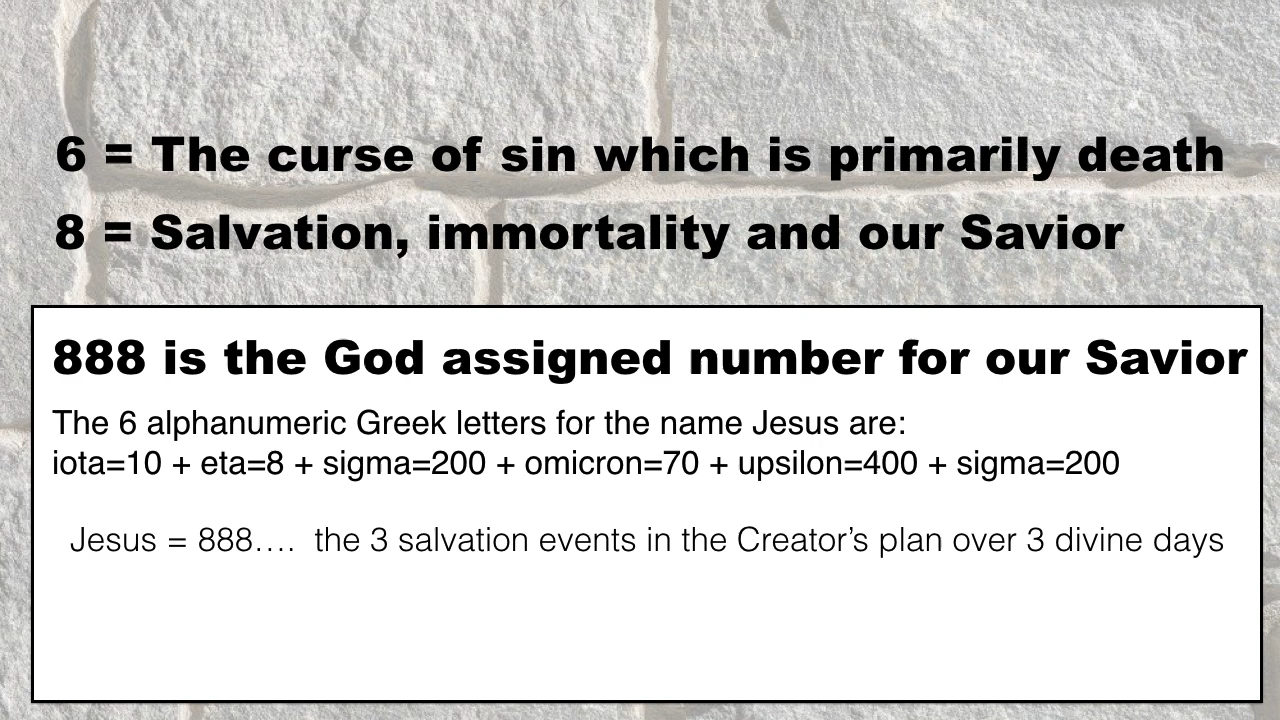 6 = The curse of sin which is primarily death
8 = Salvation, immortality and our Savior
888 is the God assigned number for our Savior
The 6 alphanumeric Greek letters for the name Jesus are:
iota=10 + eta=8 + sigma=200 + omicron=70 + upsilon=400 + sigma=200
Jesus = 888…. the 3 salvation events in the Creator’s plan over 3 divine days